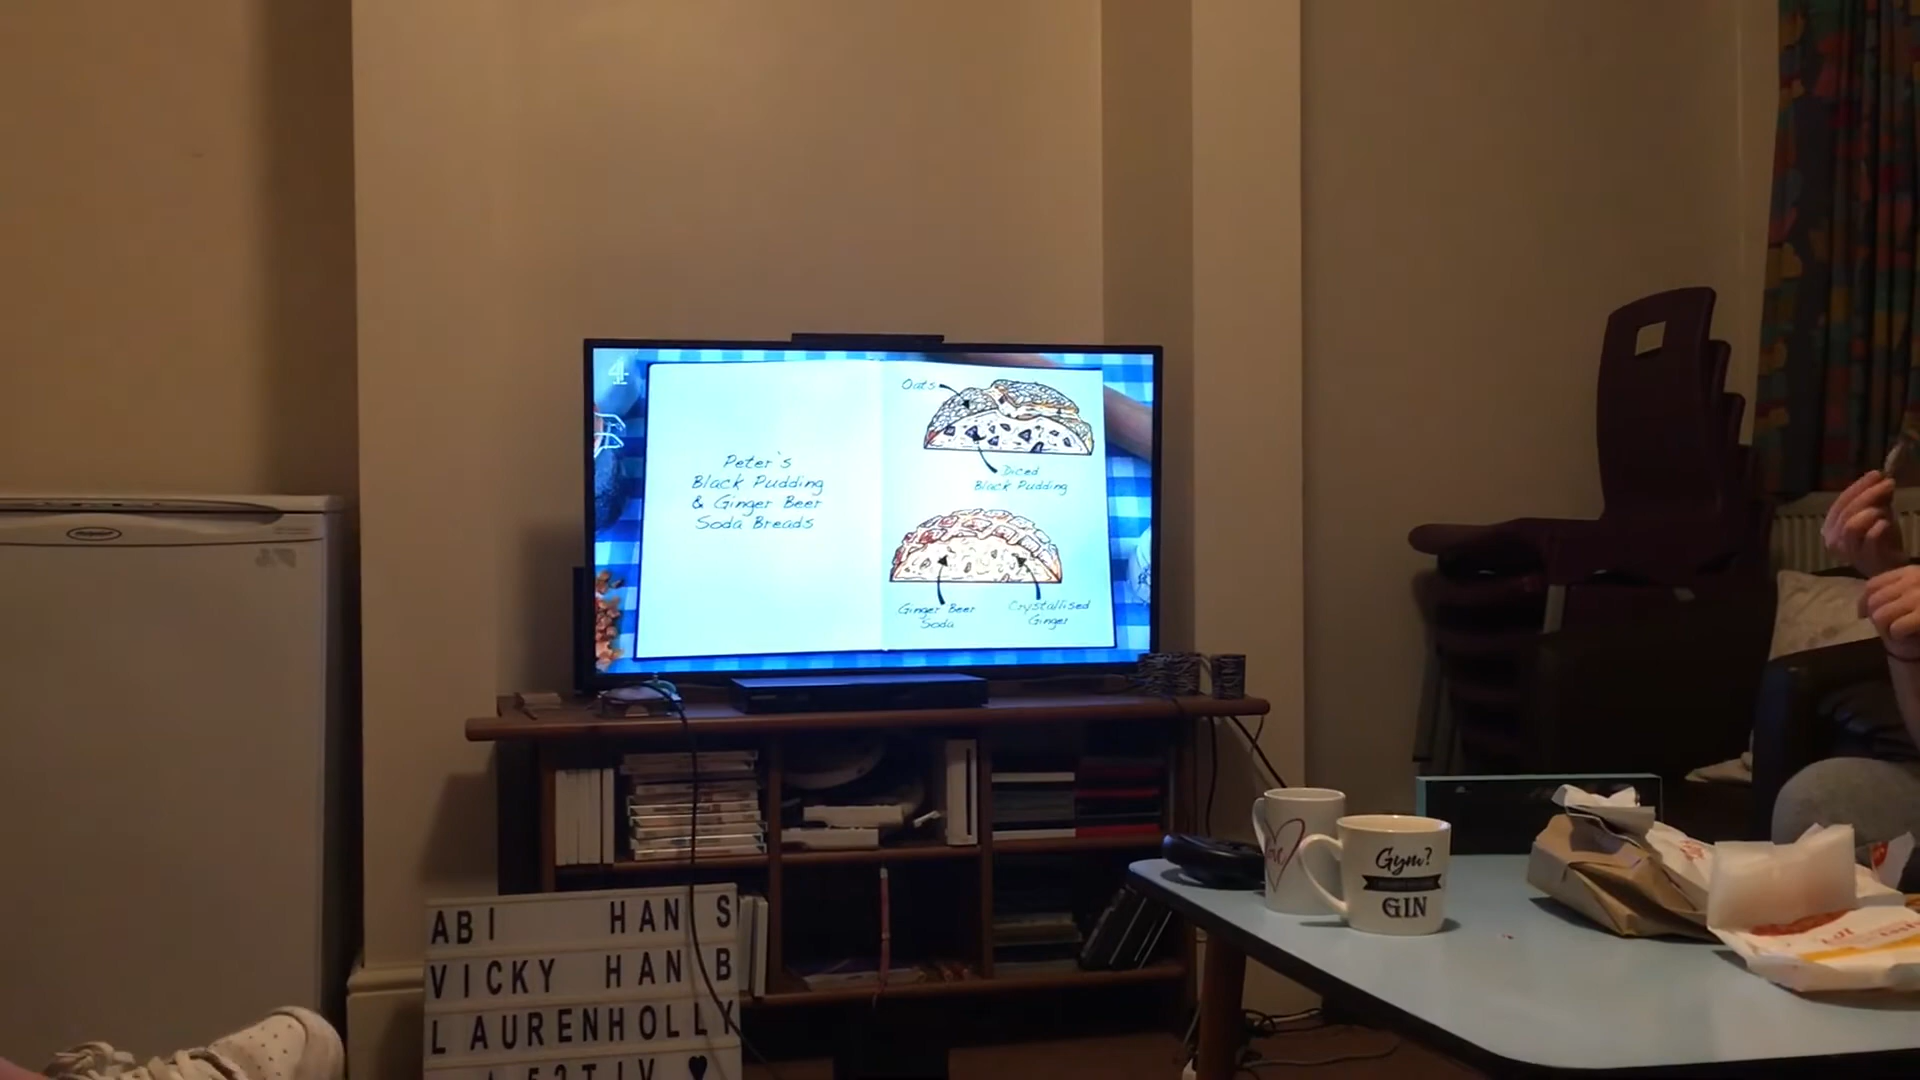 4
Peter's
Black Pudding
& Ginger Beer
Soda Breads
Oats
Diced
Black Pudding
Ginger Beer
Soda
Crystallised
Ginger
Hotpoint
ABI HAN S
VICKY HAN B
LAURENHOLLY
Gym?
GIN